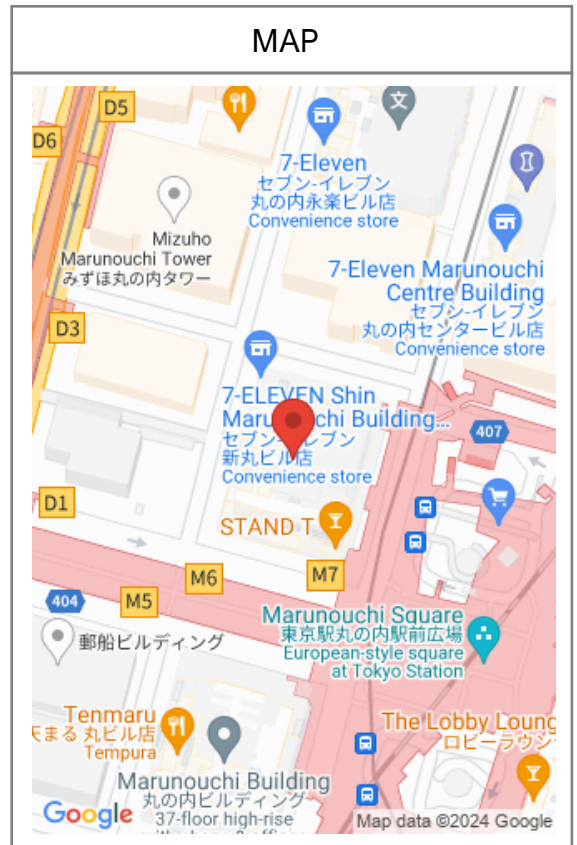 MAP
D5
文
D6
7-Eleven
セブン-イレブン
丸の内永楽ビル店
Convenience store
Mizuho
Marunouchi Tower
みずほ丸の内タワー
7-Eleven Marunouchi
Centre Building
セブン-イレブン
丸の内センタービル店
Convenience store
D3
7-ELEVEN Shin
Marunouchi Building...
セブン-イレブン
新丸ビル店
Convenience store
407
D1
STAND T
M6
M7
404
M5
郵船ビルディング
Marunouchi Square
東京駅丸の内駅前広場
European-style square
at Tokyo Station
Tenmaru
天まる 丸ビル店
Tempura
The Lobby Loung
ロビーラウン
Marunouchi Building
丸の内ビルディング
37-floor high-rise
Google
Map data ©2024 Google